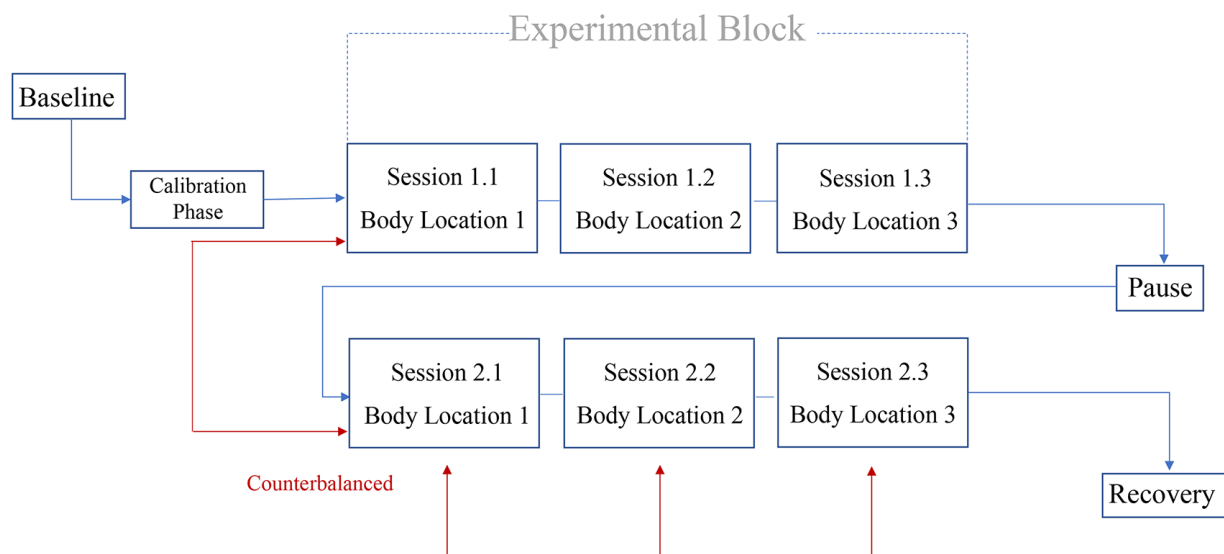 Experimental Block
Baseline
Calibration
Phase
Session 1.1
Body Location 1
Session 1.2
Body Location 2
Session 1.3
Body Location 3
Pause
Session 2.1
Body Location 1
Session 2.2
Body Location 2
Session 2.3
Body Location 3
Counterbalanced
Recovery